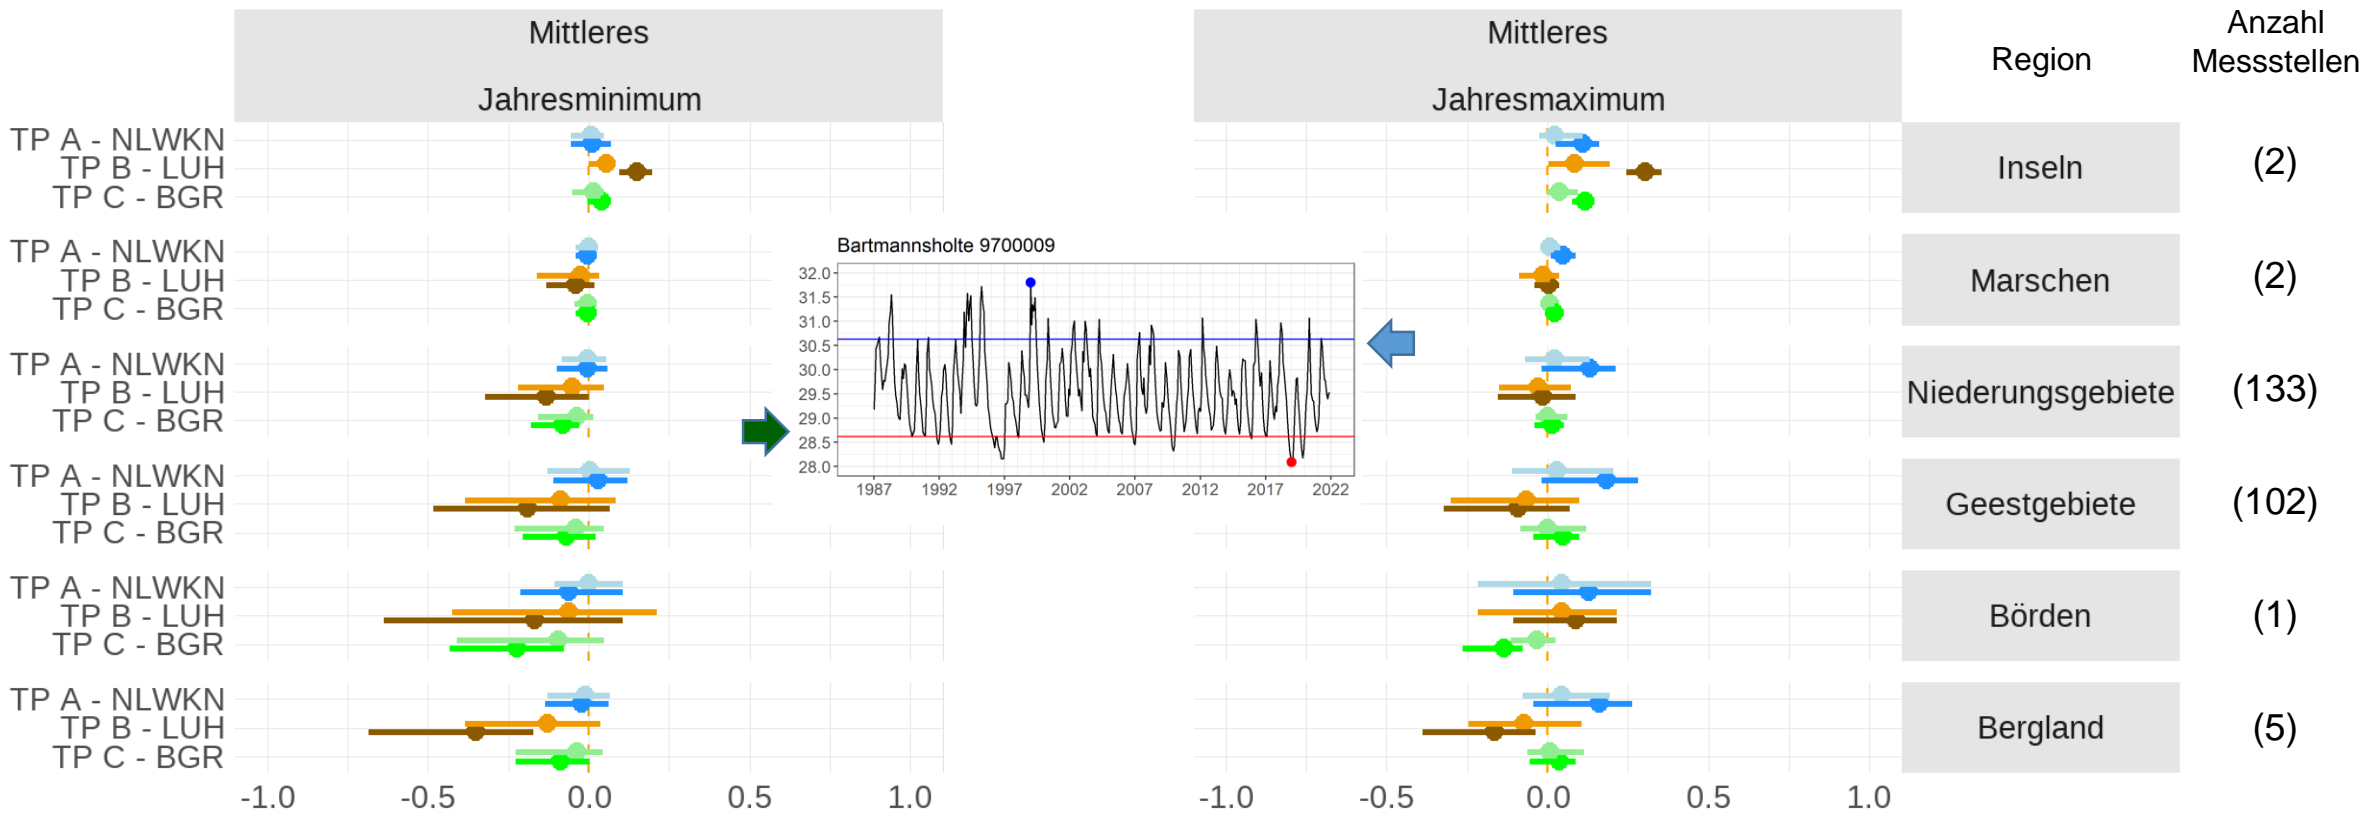 Mittleres
Jahresminimum
Mittleres
Jahresmaximum
Region
Anzahl
Messstellen
TP A - NLWKN
TP B - LUH
TP C - BGR
Inseln
(2)
TP A - NLWKN
TP B - LUH
TP C - BGR
Marschen
(2)
Bartmannsholte 9700009
32.0
31.5
31.0
30.5
30.0
29.5
29.0
28.5
28.0
1987 1992 1997 2002 2007 2012 2017 2022
TP A - NLWKN
TP B - LUH
TP C - BGR
Niederungsgebiete
(133)
TP A - NLWKN
TP B - LUH
TP C - BGR
Geestgebiete
(102)
TP A - NLWKN
TP B - LUH
TP C - BGR
Börden
(1)
TP A - NLWKN
TP B - LUH
TP C - BGR
Bergland
(5)
-1.0 -0.5 0.0 0.5 1.0
-1.0 -0.5 0.0 0.5 1.0